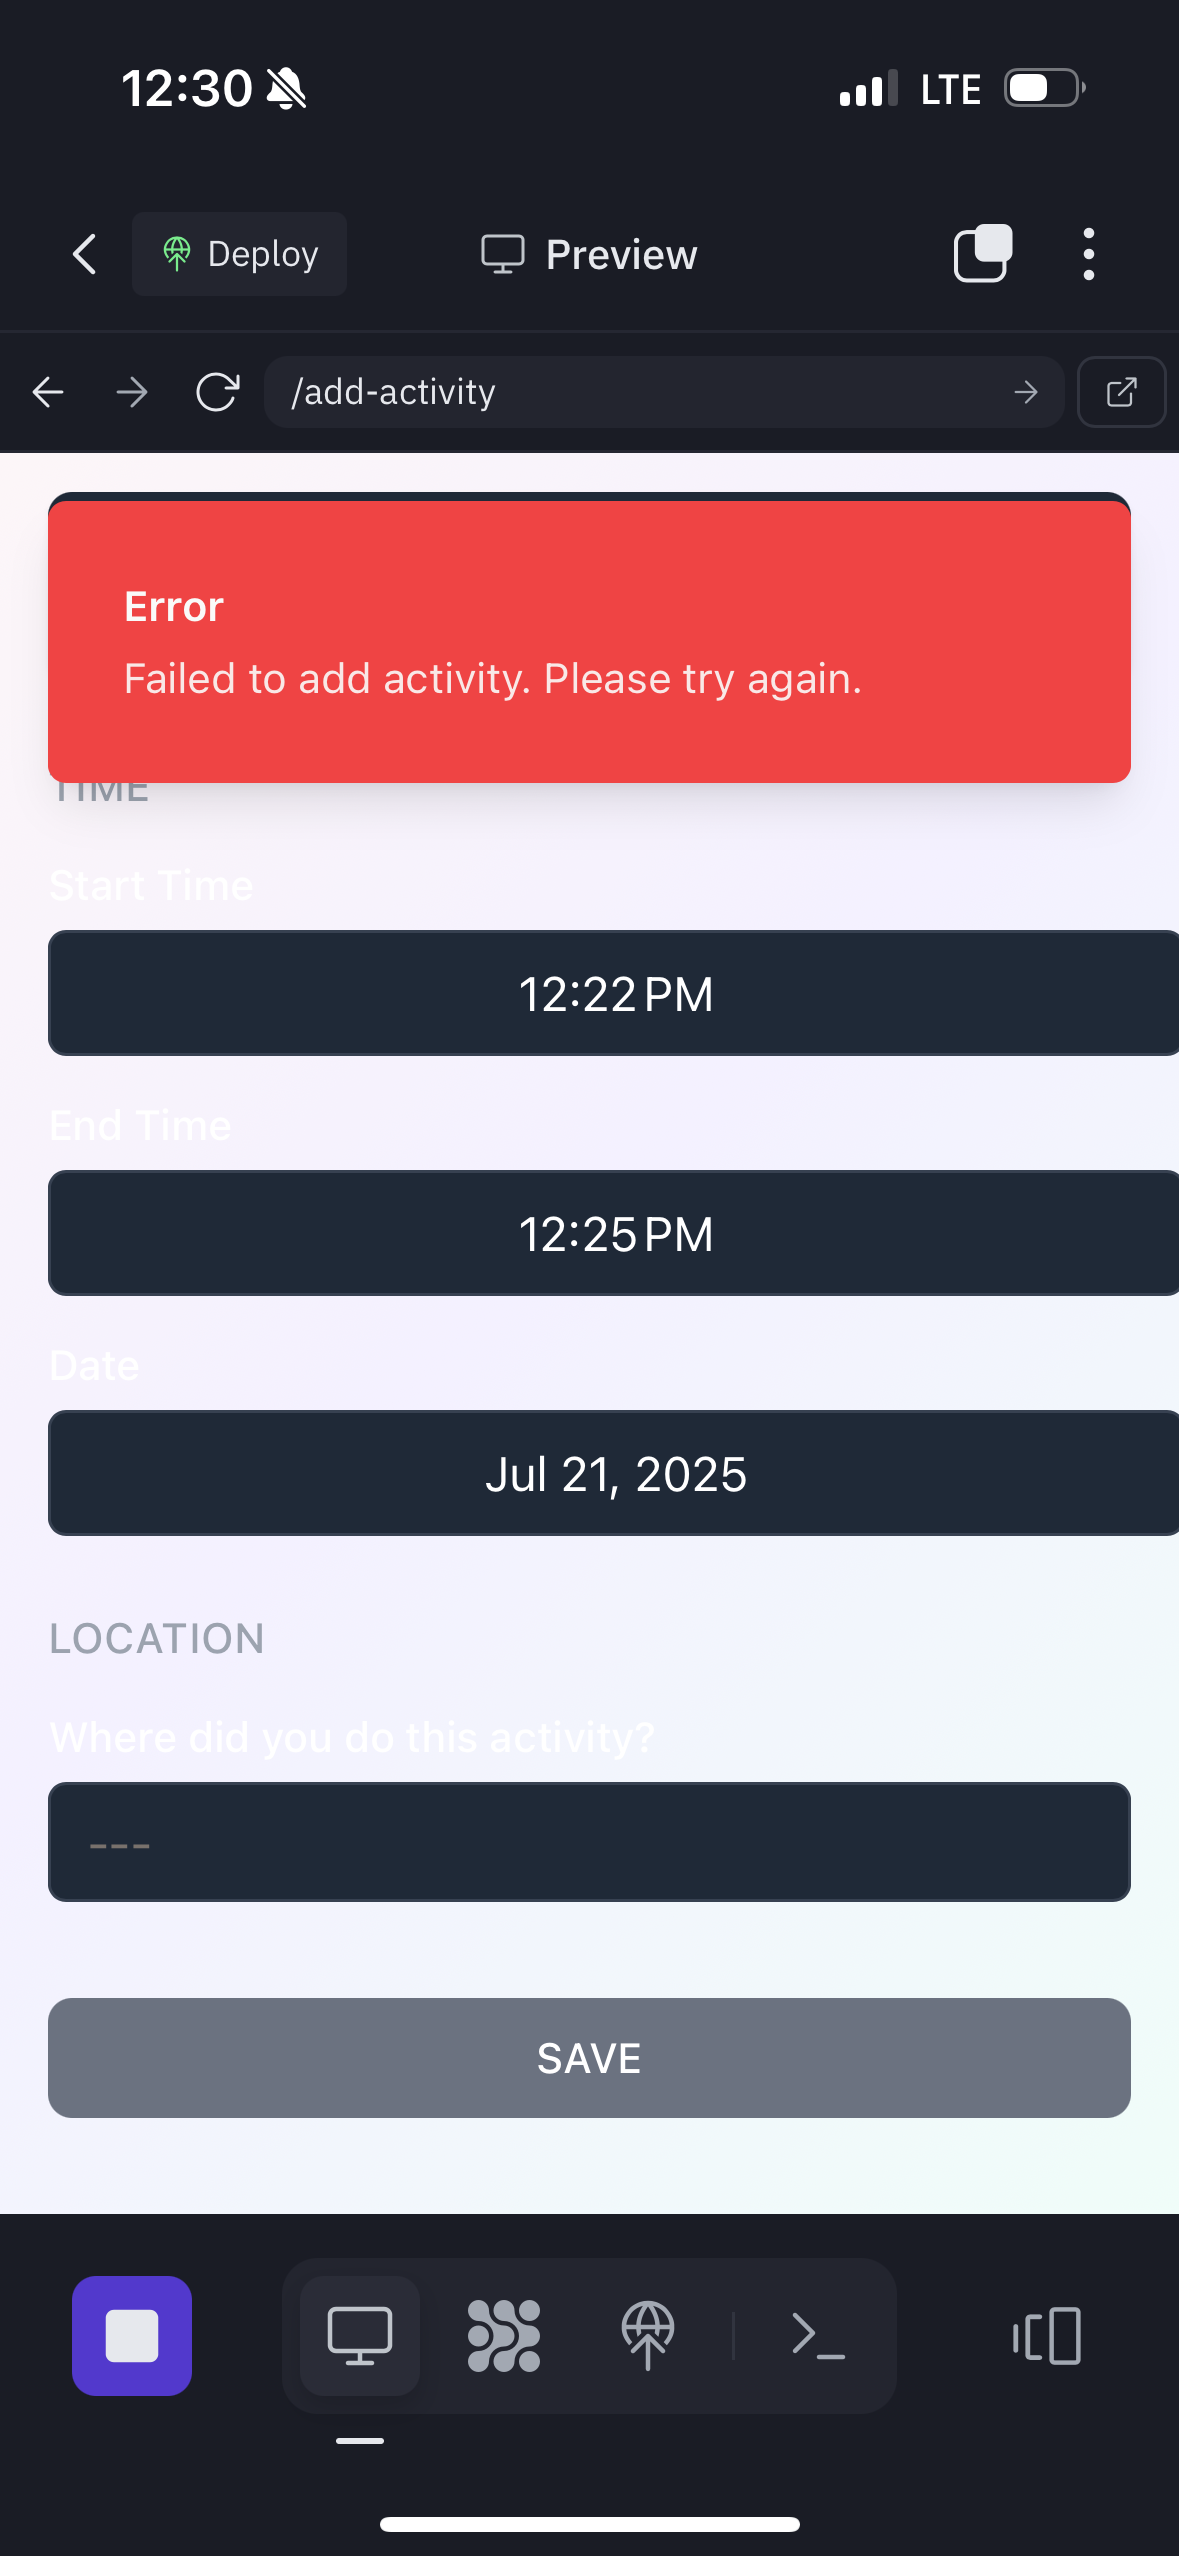 12:30
LTE
Deploy
Preview
/add-activity
Error
Failed to add activity. Please try again.
TIME
Start Time
12:22 PM
End Time
12:25 PM
Date
Jul 21, 2025
LOCATION
Where did you do this activity?
---
SAVE